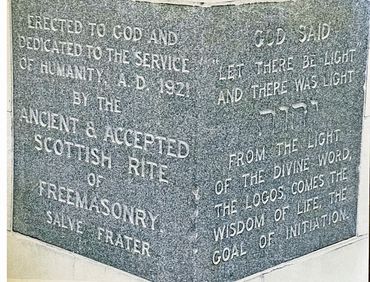 ERECTED TO GOD AND
DEDICATED TO THE SERVICE
OF HUMANITY, A. D. 1921
BY THE
ANCIENT & ACCEPTED
SCOTTISH RITE
OF
FREEMASONRY.
SALVE FRATER
GOD SAID
"LET THERE BE LIGHT
AND THERE WAS LIGHT"
יהוה
FROM THE LIGHT
OF THE DIVINE WORD,
THE LOGOS, COMES THE
WISDOM OF LIFE, THE
GOAL OF INITIATION.